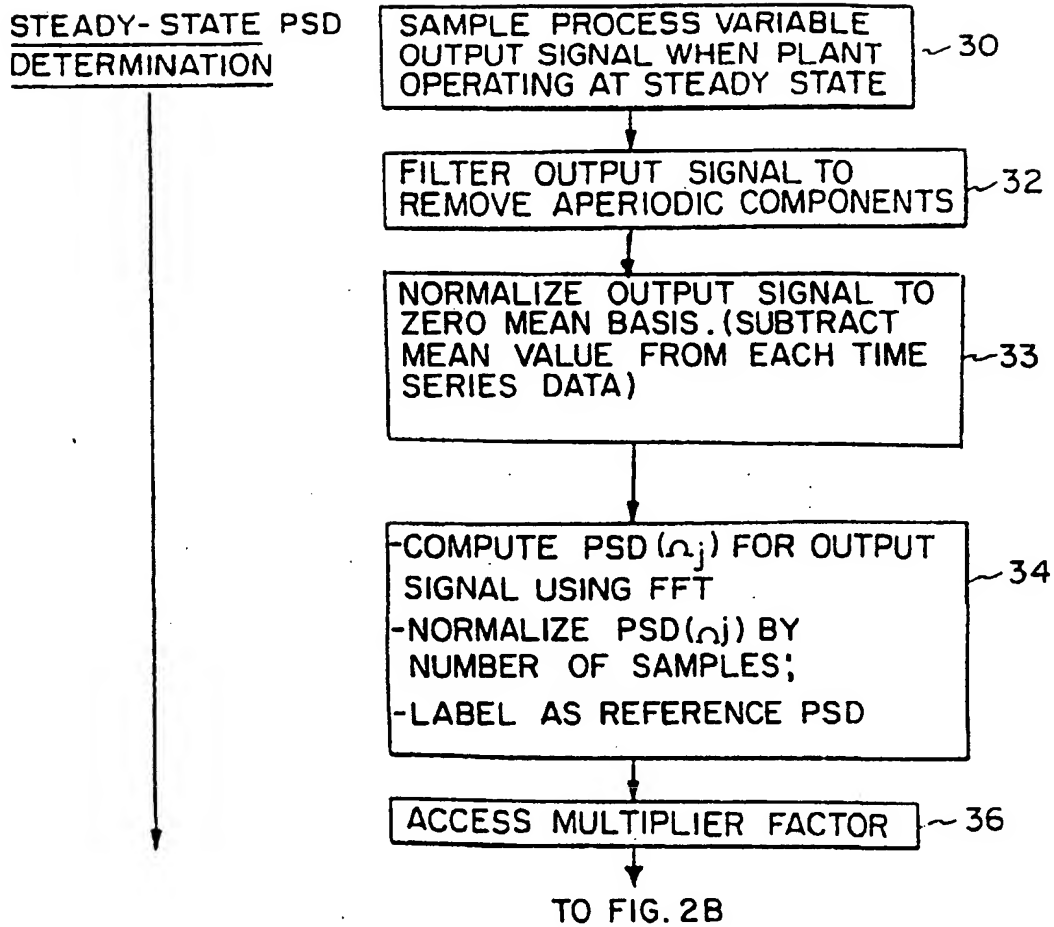 STEADY-STATE PSD
DETERMINATION
SAMPLE PROCESS VARIABLE
OUTPUT SIGNAL WHEN PLANT
OPERATING AT STEADY STATE
30
FILTER OUTPUT SIGNAL TO
REMOVE APERIODIC COMPONENTS
32
NORMALIZE OUTPUT SIGNAL TO
ZERO MEAN BASIS. (SUBTRACT
MEAN VALUE FROM EACH TIME
SERIES DATA)
33
-COMPUTE PSD(Ωj) FOR OUTPUT
SIGNAL USING FFT
-NORMALIZE PSD(Ωj) BY
NUMBER OF SAMPLES;
-LABEL AS REFERENCE PSD
34
ACCESS MULTIPLIER FACTOR
36
TO FIG. 2B